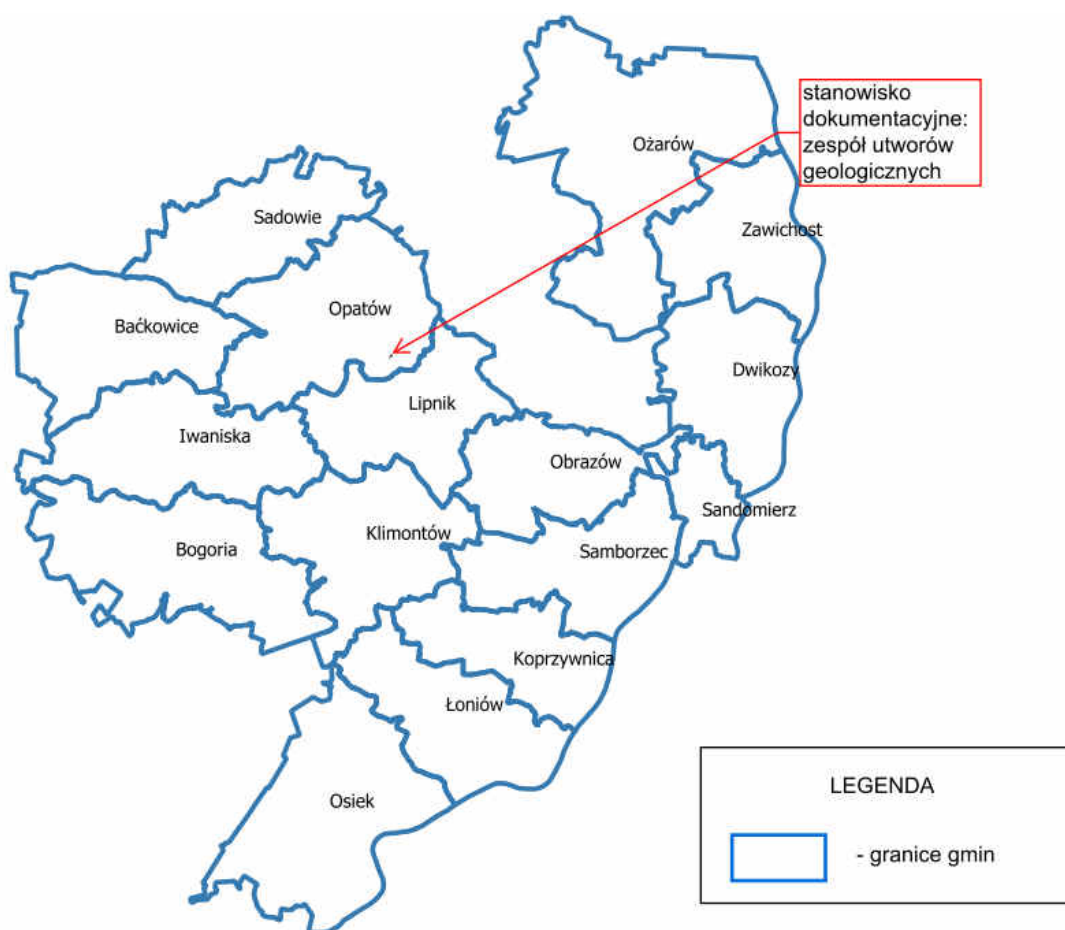 stanowisko
dokumentacyjne:
zespół utworów
geologicznych
Ożarów
Sadowie
Zawichost
Opatów
Baćkowice
Dwikozy
Lipnik
Iwaniska
Obrazów
Sandomierz
Klimontów
Bogoria
Samborzec
Koprzywnica
Łoniów
Osiek
LEGENDA
- granice gmin